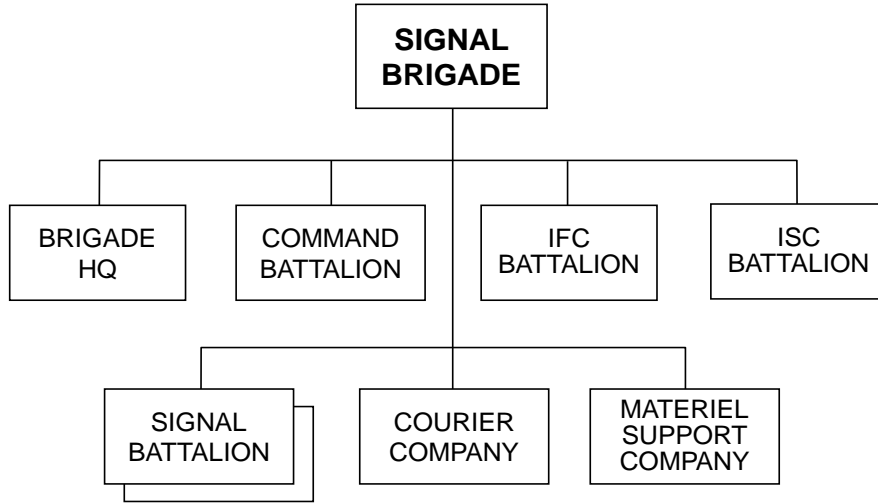 SIGNAL
BRIGADE
BRIGADE
HQ
COMMAND
BATTALION
IFC
BATTALION
ISC
BATTALION
SIGNAL
BATTALION
COURIER
COMPANY
MATERIEL
SUPPORT
COMPANY